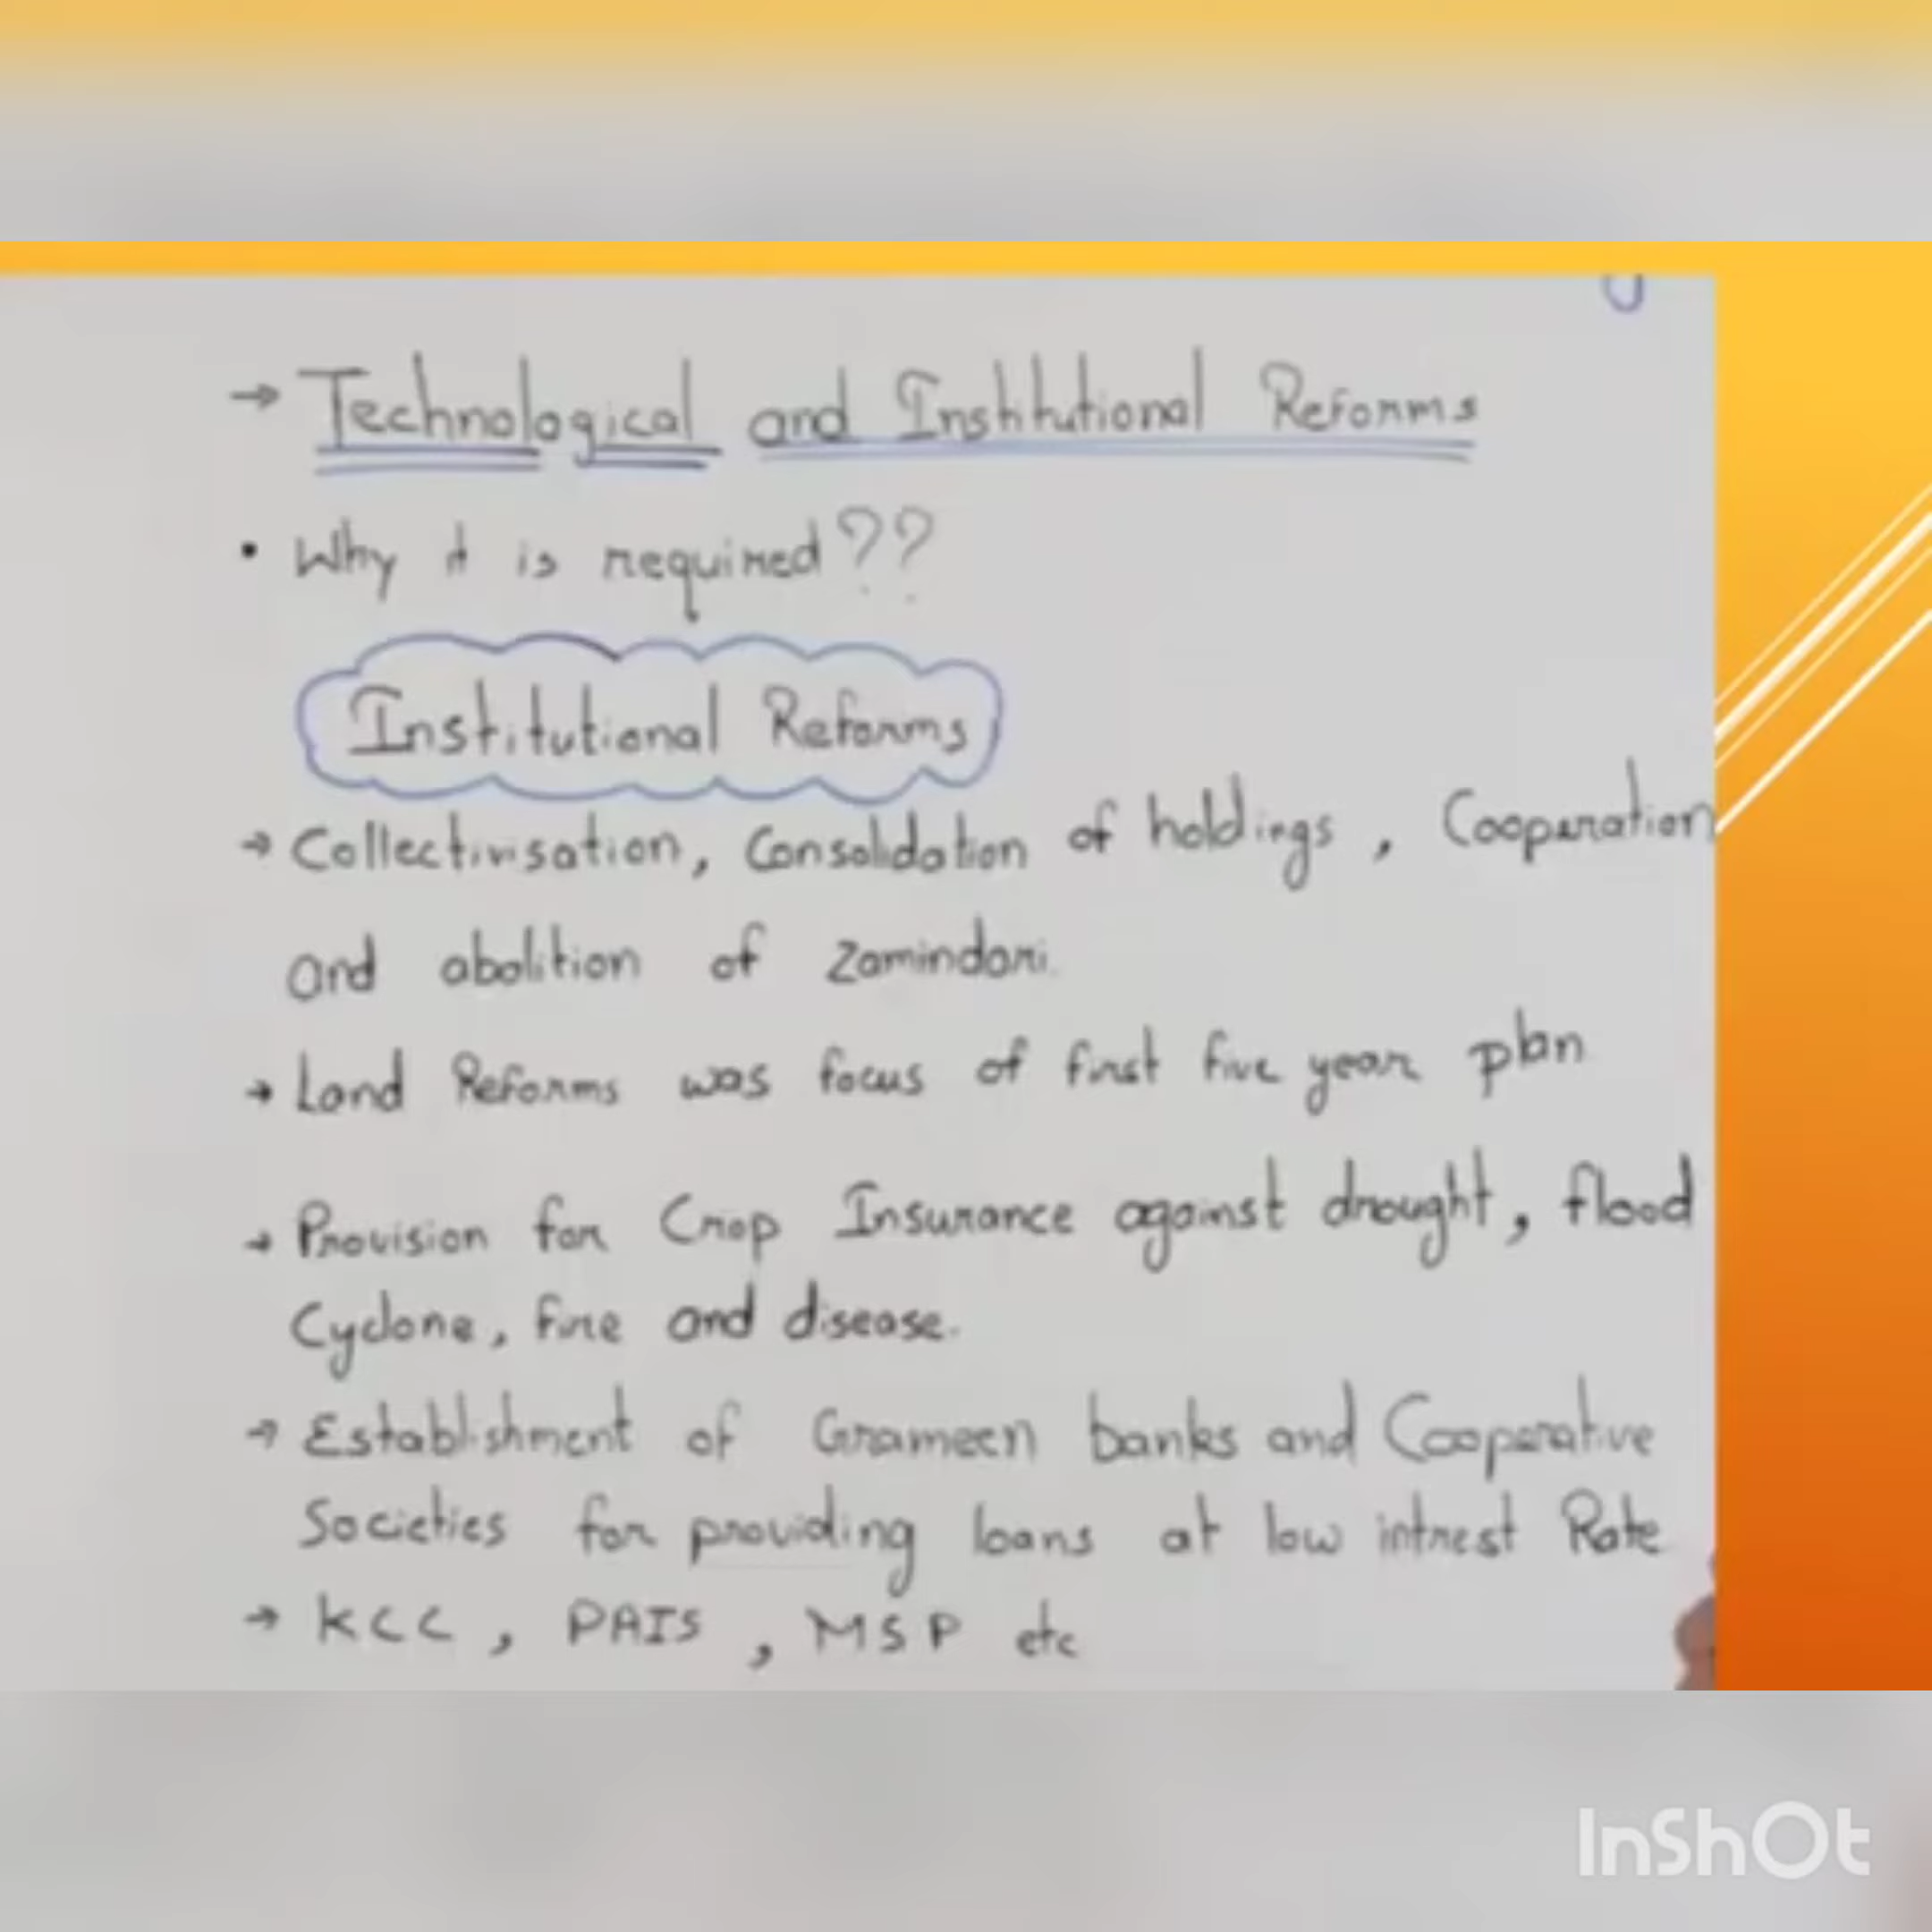 → Technological and Institutional Reforms
• Why it is required??
Institutional Reforms
→ Collectivisation, Consolidation of holdings, Cooperation
and abolition of zamindari.
→ Land Reforms was focus of first five year plan
→ Provision for Crop Insurance against drought, flood
Cyclone, fire and disease.
→ Establishment of Grameen banks and Cooperative
Societies for providing loans at low intrest Rate
→ KCC, PAIS, MSP etc
InShOt